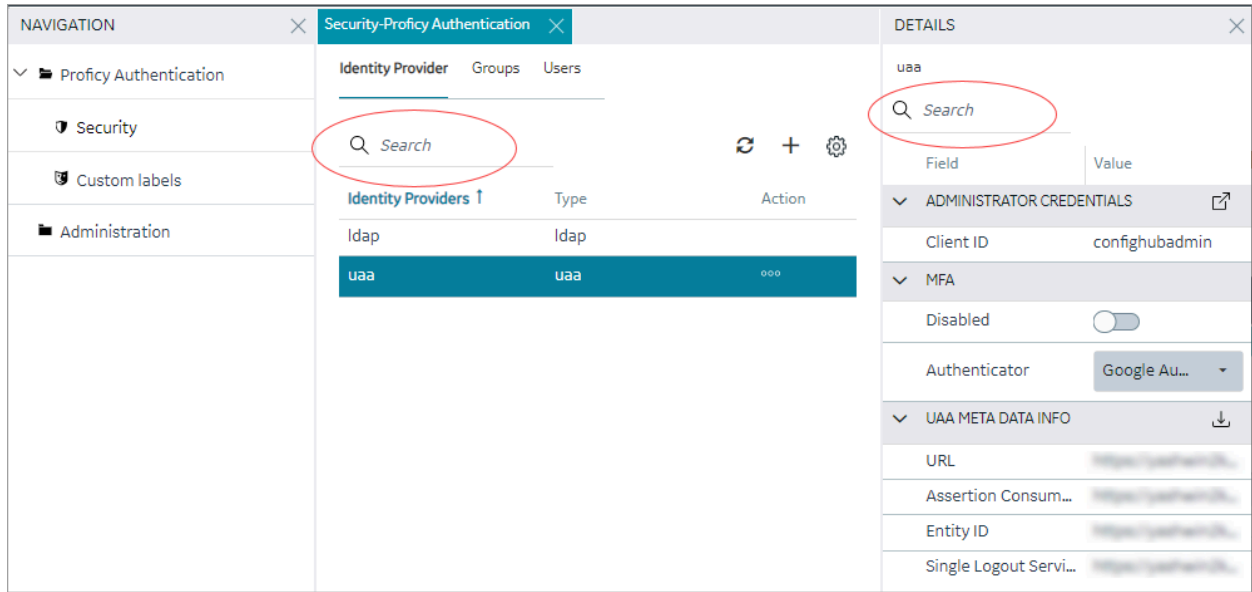 NAVIGATION
Proficy Authentication
Security
Custom labels
Administration
Security-Proficy Authentication
Identity Provider Groups Users
Search
Identity Providers ↑ Type Action
ldap ldap
uaa uaa
DETAILS
uaa
Search
Field Value
ADMINISTRATOR CREDENTIALS
Client ID confighubadmin
MFA
Disabled
Authenticator Google Au...
UAA META DATA INFO
URL
Assertion Consum...
Entity ID
Single Logout Servi...